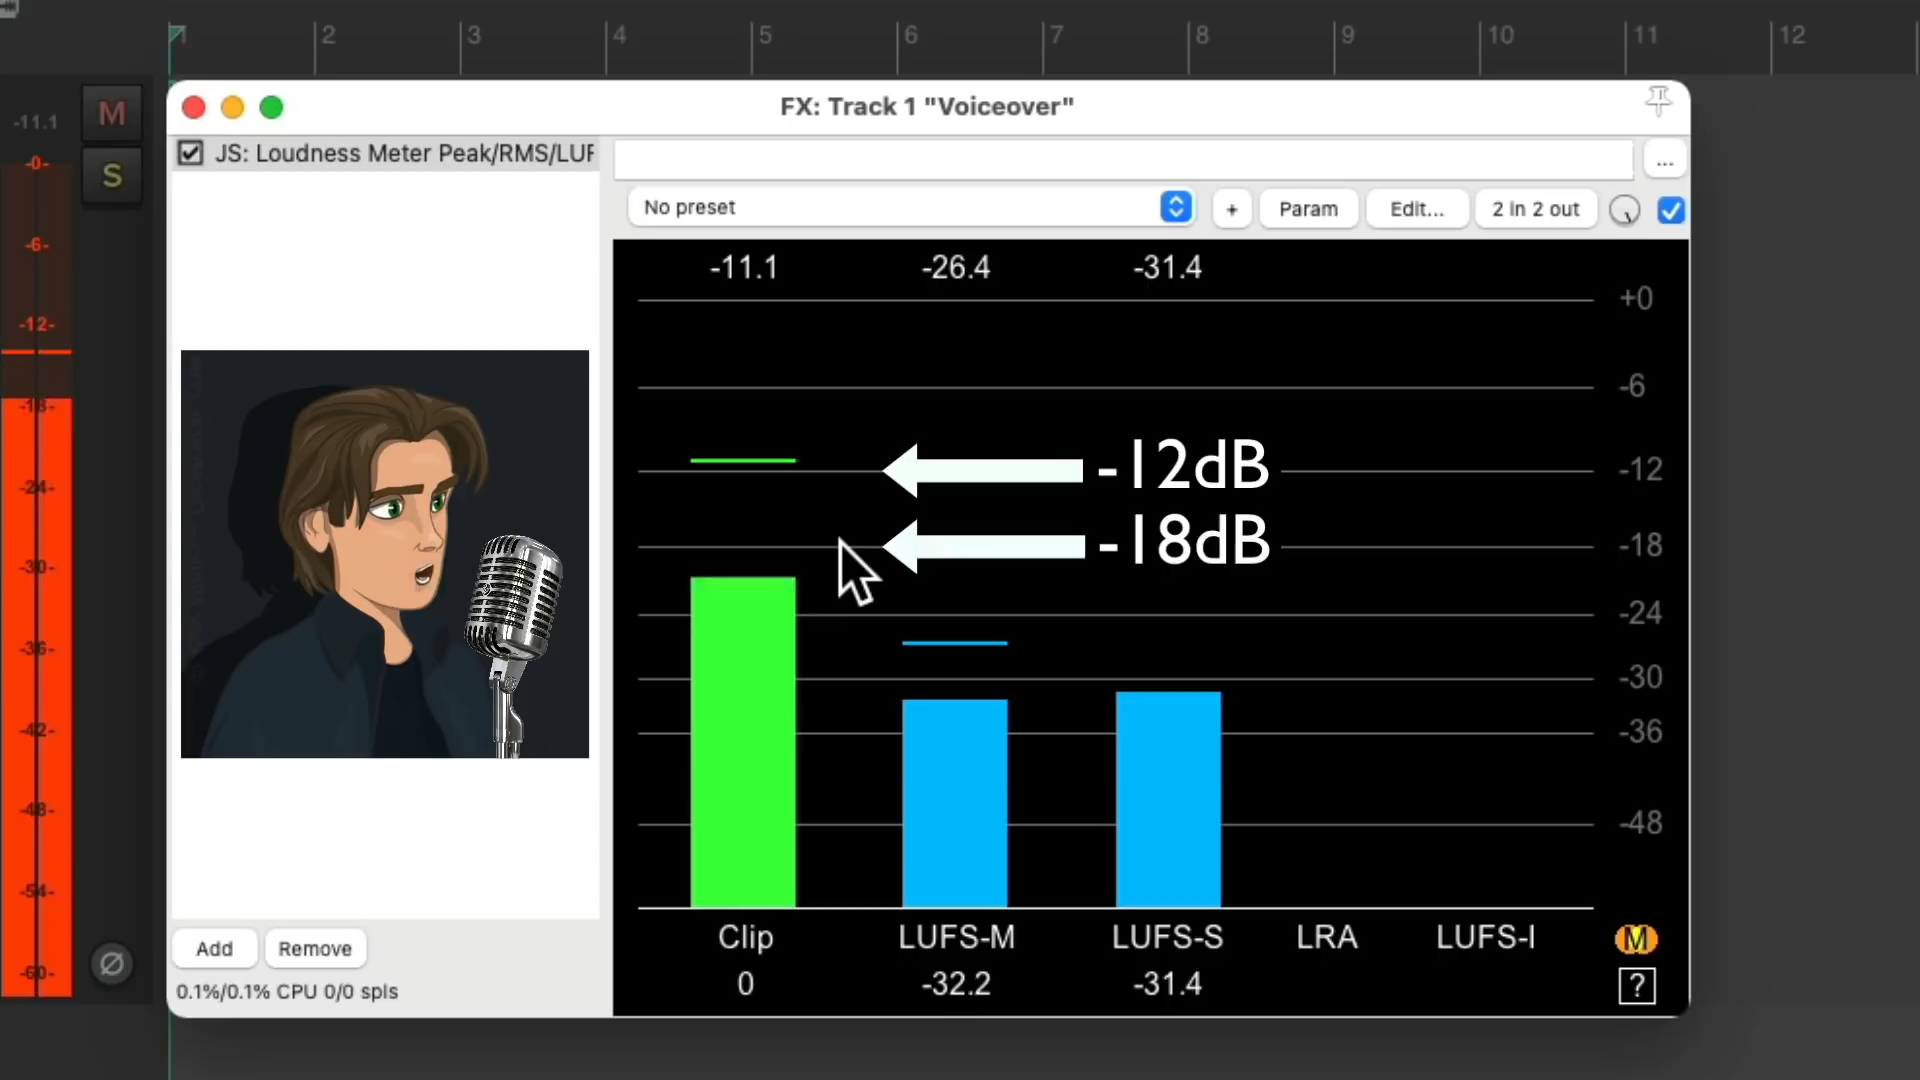 1 2 3 4 5 6 7 8 9 10 11 12
FX: Track 1 "Voiceover"
-11.1 M
S
JS: Loudness Meter Peak/RMS/LUF
...
No preset + Param Edit... 2 in 2 out
-0-
-6-
-12-
-18-
-24-
-30-
-36-
-42-
-48-
-54-
-60-
-11.1 -26.4 -31.4
+0
-6
-12dB -12
-18dB -18
-24
-30
-36
-48
Clip LUFS-M LUFS-S LRA LUFS-I M
0 -32.2 -31.4 ?
Add Remove
0.1%/0.1% CPU 0/0 spls